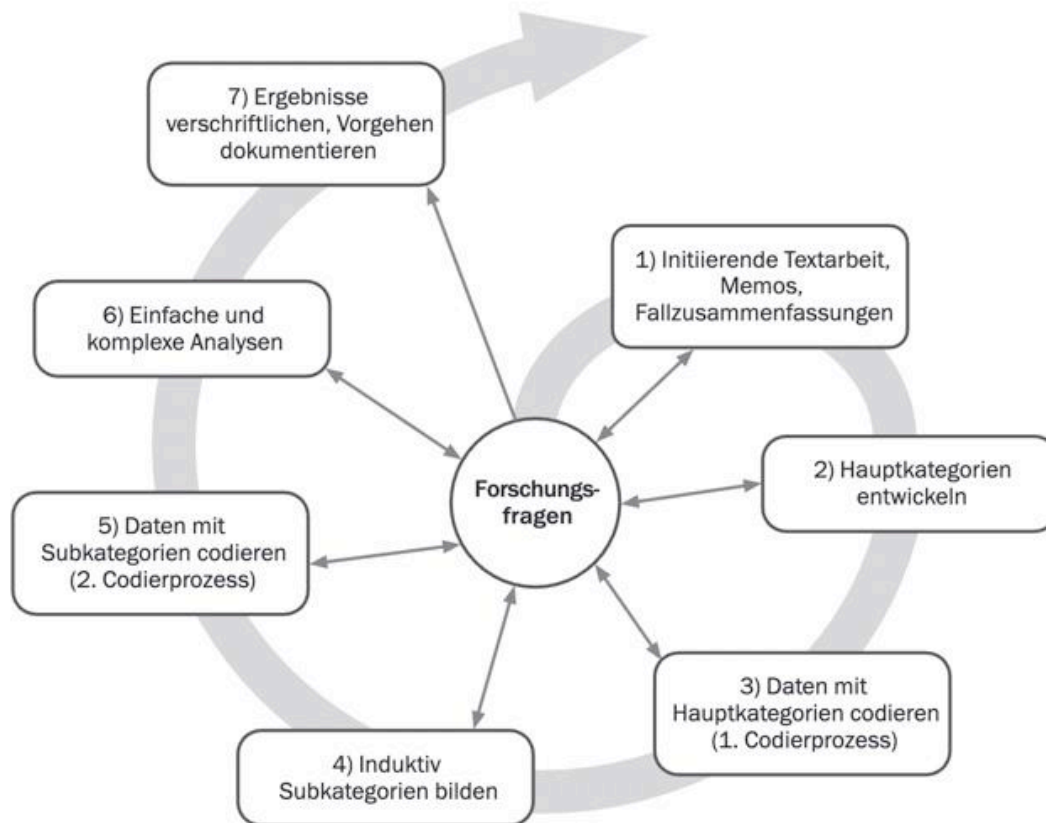 7) Ergebnisse
verschriftlichen, Vorgehen
dokumentieren
1) Initiierende Textarbeit,
Memos,
Fallzusammenfassungen
6) Einfache und
komplexe Analysen
2) Hauptkategorien
entwickeln
Forschungs-
fragen
5) Daten mit
Subkategorien codieren
(2. Codierprozess)
3) Daten mit
Hauptkategorien codieren
(1. Codierprozess)
4) Induktiv
Subkategorien bilden